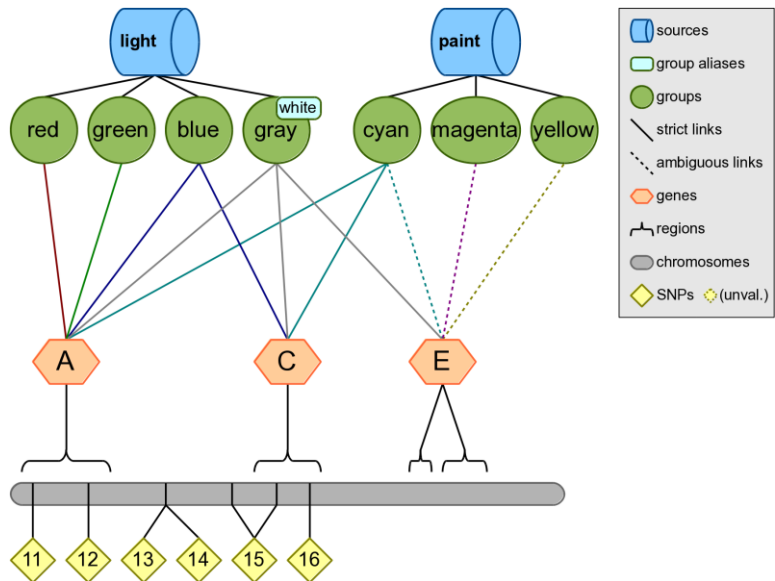 light
paint
white
red
green
blue
gray
cyan
magenta
yellow
A
C
E
11
12
13
14
15
16
sources
group aliases
groups
strict links
ambiguous links
genes
regions
chromosomes
SNPs (unval.)